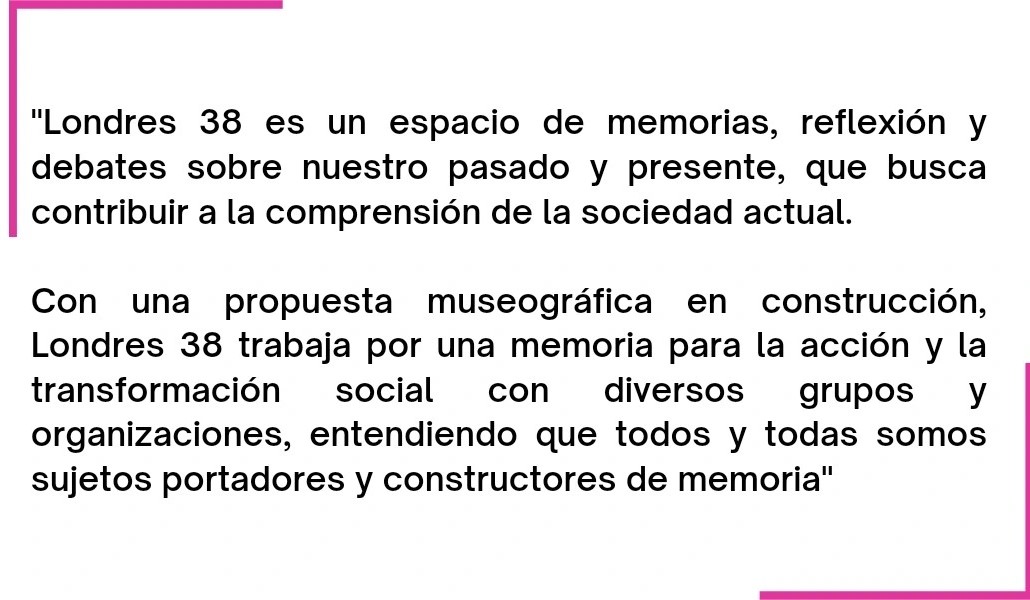 "Londres 38 es un espacio de memorias, reflexión y
debates sobre nuestro pasado y presente, que busca
contribuir a la comprensión de la sociedad actual.
Con una propuesta museográfica en construcción,
Londres 38 trabaja por una memoria para la acción y la
transformación social con diversos grupos y
organizaciones, entendiendo que todos y todas somos
sujetos portadores y constructores de memoria"